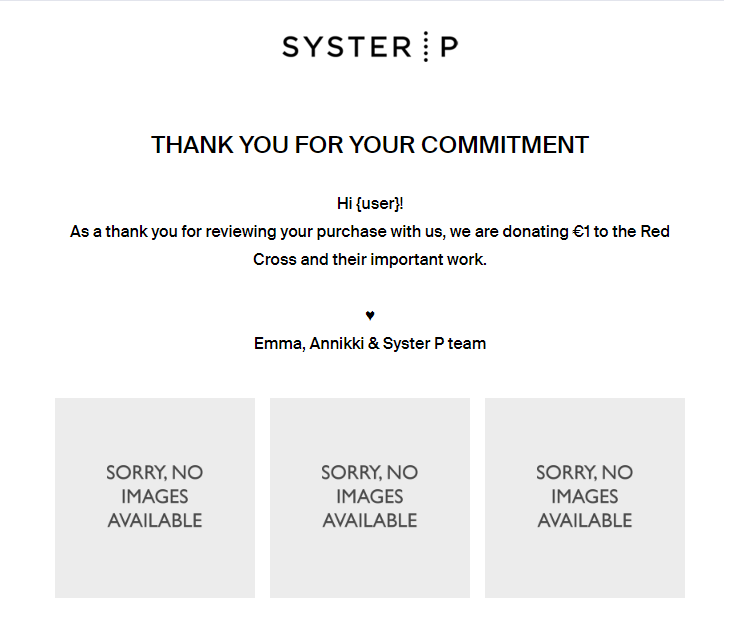 SYSTER P
THANK YOU FOR YOUR COMMITMENT
Hi {user}!
As a thank you for reviewing your purchase with us, we are donating €1 to the Red
Cross and their important work.
♥
Emma, Annikki & Syster P team
SORRY, NO
IMAGES
AVAILABLE
SORRY, NO
IMAGES
AVAILABLE
SORRY, NO
IMAGES
AVAILABLE